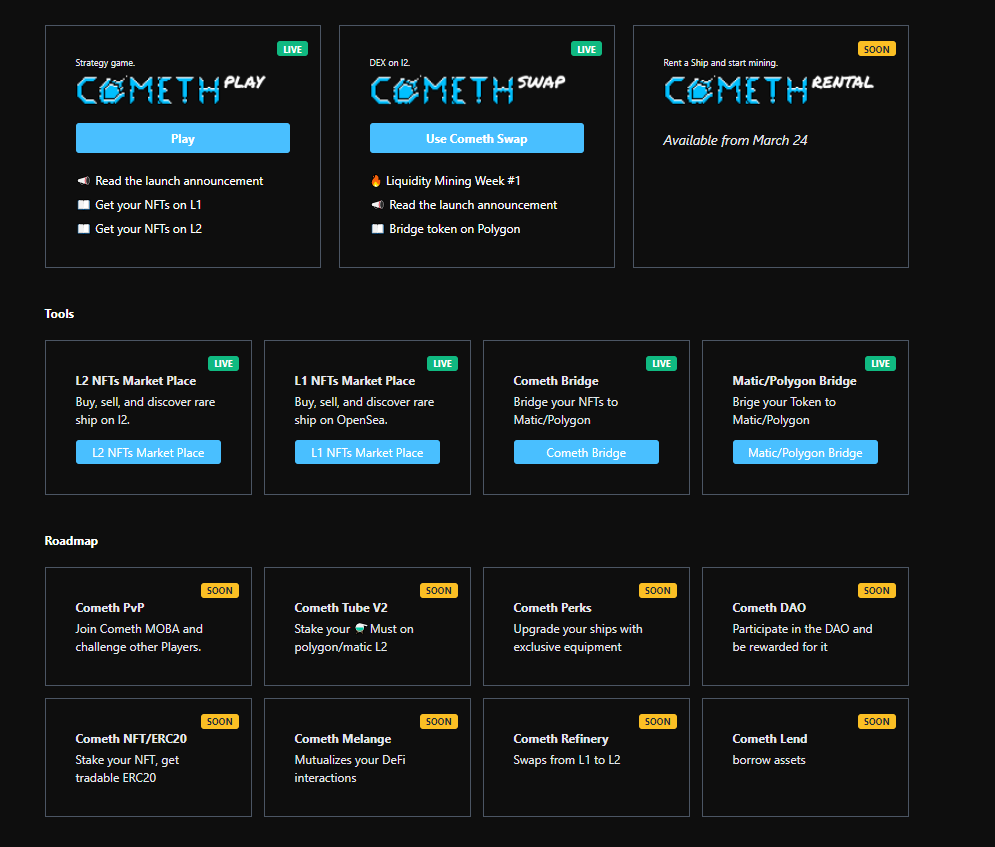 LIVE
Strategy game.
COMETH PLAY
Play
Read the launch announcement
Get your NFTs on L1
Get your NFTs on L2
LIVE
DEX on l2.
COMETH SWAP
Use Cometh Swap
Liquidity Mining Week #1
Read the launch announcement
Bridge token on Polygon
SOON
Rent a Ship and start mining.
COMETH RENTAL
Available from March 24
Tools
LIVE
L2 NFTs Market Place
Buy, sell, and discover rare
ship on l2.
L2 NFTs Market Place
LIVE
L1 NFTs Market Place
Buy, sell, and discover rare
ship on OpenSea.
L1 NFTs Market Place
LIVE
Cometh Bridge
Bridge your NFTs to
Matic/Polygon
Cometh Bridge
LIVE
Matic/Polygon Bridge
Brige your Token to
Matic/Polygon
Matic/Polygon Bridge
Roadmap
SOON
Cometh PvP
Join Cometh MOBA and
challenge other Players.
SOON
Cometh Tube V2
Stake your Must on
polygon/matic L2
SOON
Cometh Perks
Upgrade your ships with
exclusive equipment
SOON
Cometh DAO
Participate in the DAO and
be rewarded for it
SOON
Cometh NFT/ERC20
Stake your NFT, get
tradable ERC20
SOON
Cometh Melange
Mutualizes your DeFi
interactions
SOON
Cometh Refinery
Swaps from L1 to L2
SOON
Cometh Lend
borrow assets